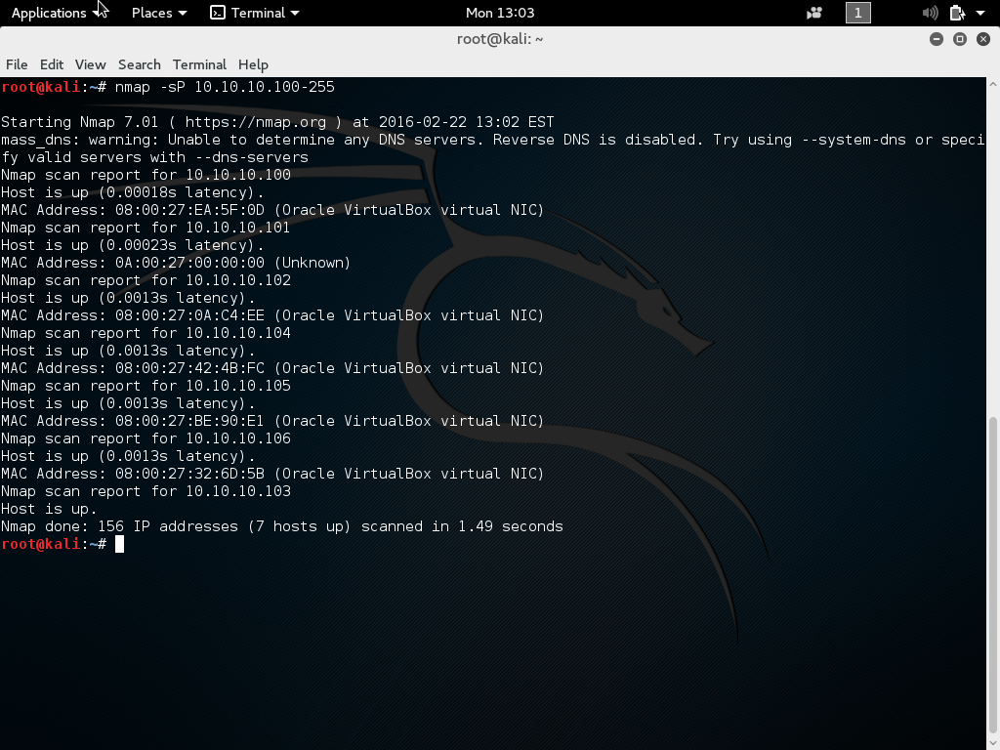 Applications Places Terminal Mon 13:03 1
root@kali: ~
File Edit View Search Terminal Help
root@kali:~# nmap -sP 10.10.10.100-255
Starting Nmap 7.01 ( https://nmap.org ) at 2016-02-22 13:02 EST
mass_dns: warning: Unable to determine any DNS servers. Reverse DNS is disabled. Try using --system-dns or speci
fy valid servers with --dns-servers
Nmap scan report for 10.10.10.100
Host is up (0.00018s latency).
MAC Address: 08:00:27:EA:5F:0D (Oracle VirtualBox virtual NIC)
Nmap scan report for 10.10.10.101
Host is up (0.00023s latency).
MAC Address: 0A:00:27:00:00:00 (Unknown)
Nmap scan report for 10.10.10.102
Host is up (0.0013s latency).
MAC Address: 08:00:27:0A:C4:EE (Oracle VirtualBox virtual NIC)
Nmap scan report for 10.10.10.104
Host is up (0.0013s latency).
MAC Address: 08:00:27:42:4B:FC (Oracle VirtualBox virtual NIC)
Nmap scan report for 10.10.10.105
Host is up (0.0013s latency).
MAC Address: 08:00:27:BE:90:E1 (Oracle VirtualBox virtual NIC)
Nmap scan report for 10.10.10.106
Host is up (0.0013s latency).
MAC Address: 08:00:27:32:6D:5B (Oracle VirtualBox virtual NIC)
Nmap scan report for 10.10.10.103
Host is up.
Nmap done: 156 IP addresses (7 hosts up) scanned in 1.49 seconds
root@kali:~#